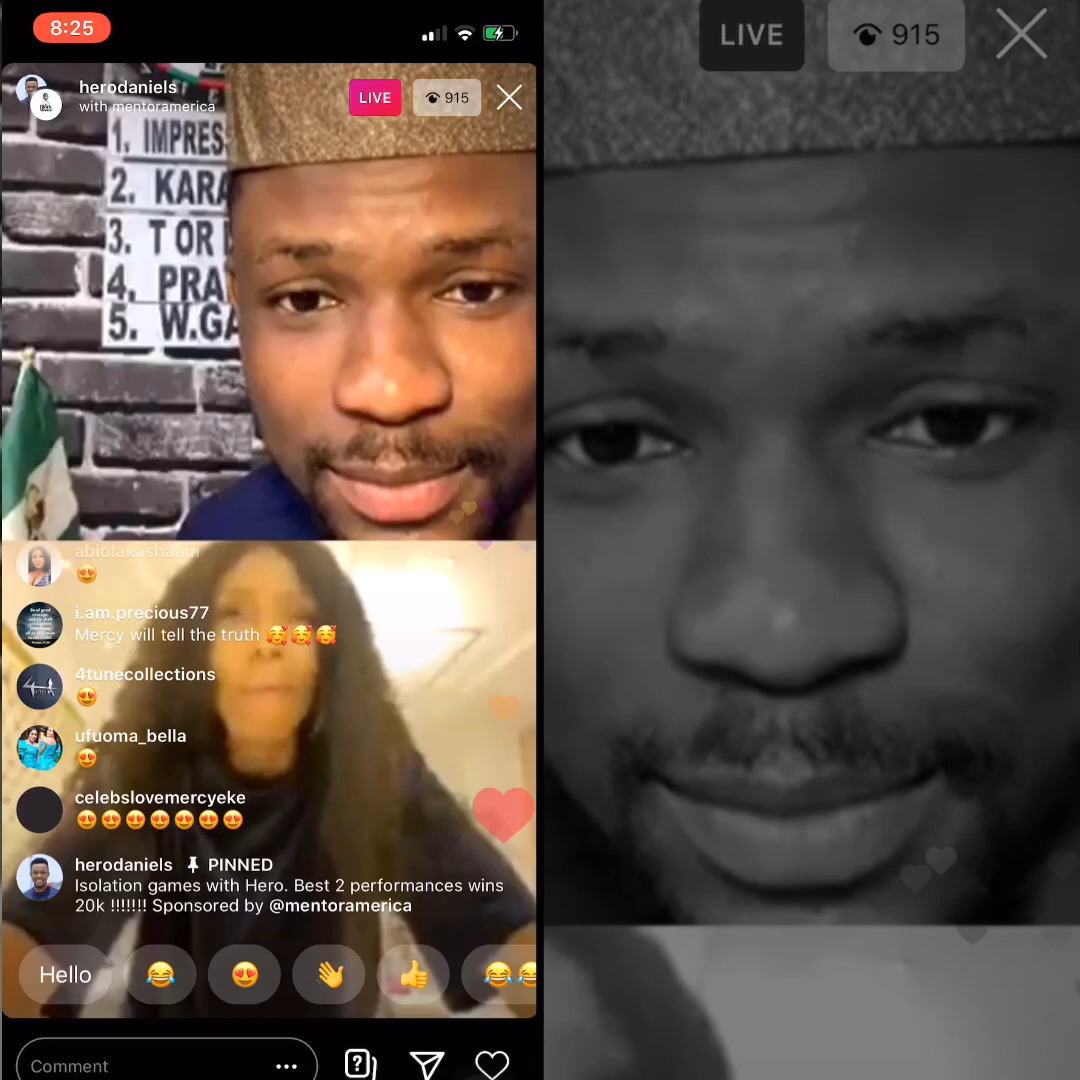 8:25
herodaniels
with mentoramerica
LIVE
915
1. IMPRES
2. KARA
3. T OR
4. PRA
5. W.GA
abiolakashaam
i.am.precious77
Mercy will tell the truth 🥰🥰🥰
4tunecollections
😍
ufuoma_bella
😍
celebslovemercyeke
😍😍😍😍😍😍😍
herodaniels PINNED
Isolation games with Hero. Best 2 performances wins
20k !!!!!!! Sponsored by @mentoramerica
Hello
Comment
LIVE
915